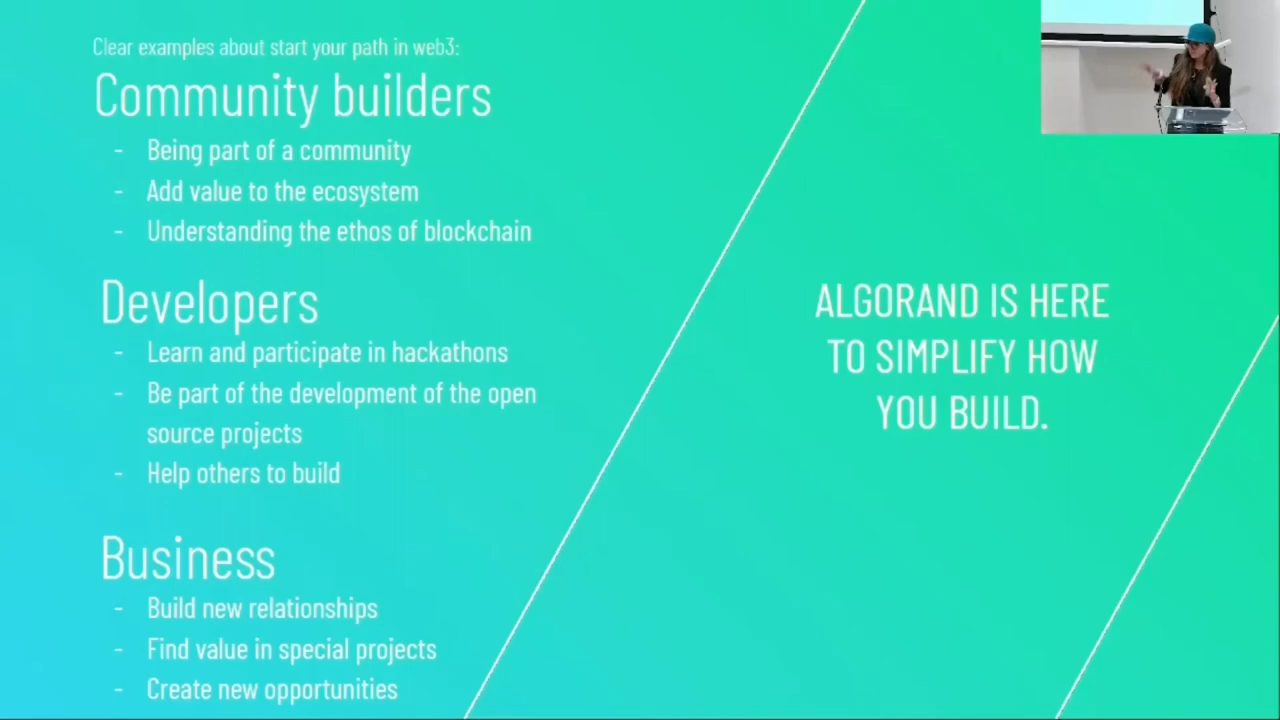 Clear examples about start your path in web3:
Community builders
- Being part of a community
- Add value to the ecosystem
- Understanding the ethos of blockchain
Developers
- Learn and participate in hackathons
- Be part of the development of the open
source projects
- Help others to build
Business
- Build new relationships
- Find value in special projects
- Create new opportunities
ALGORAND IS HERE
TO SIMPLIFY HOW
YOU BUILD.